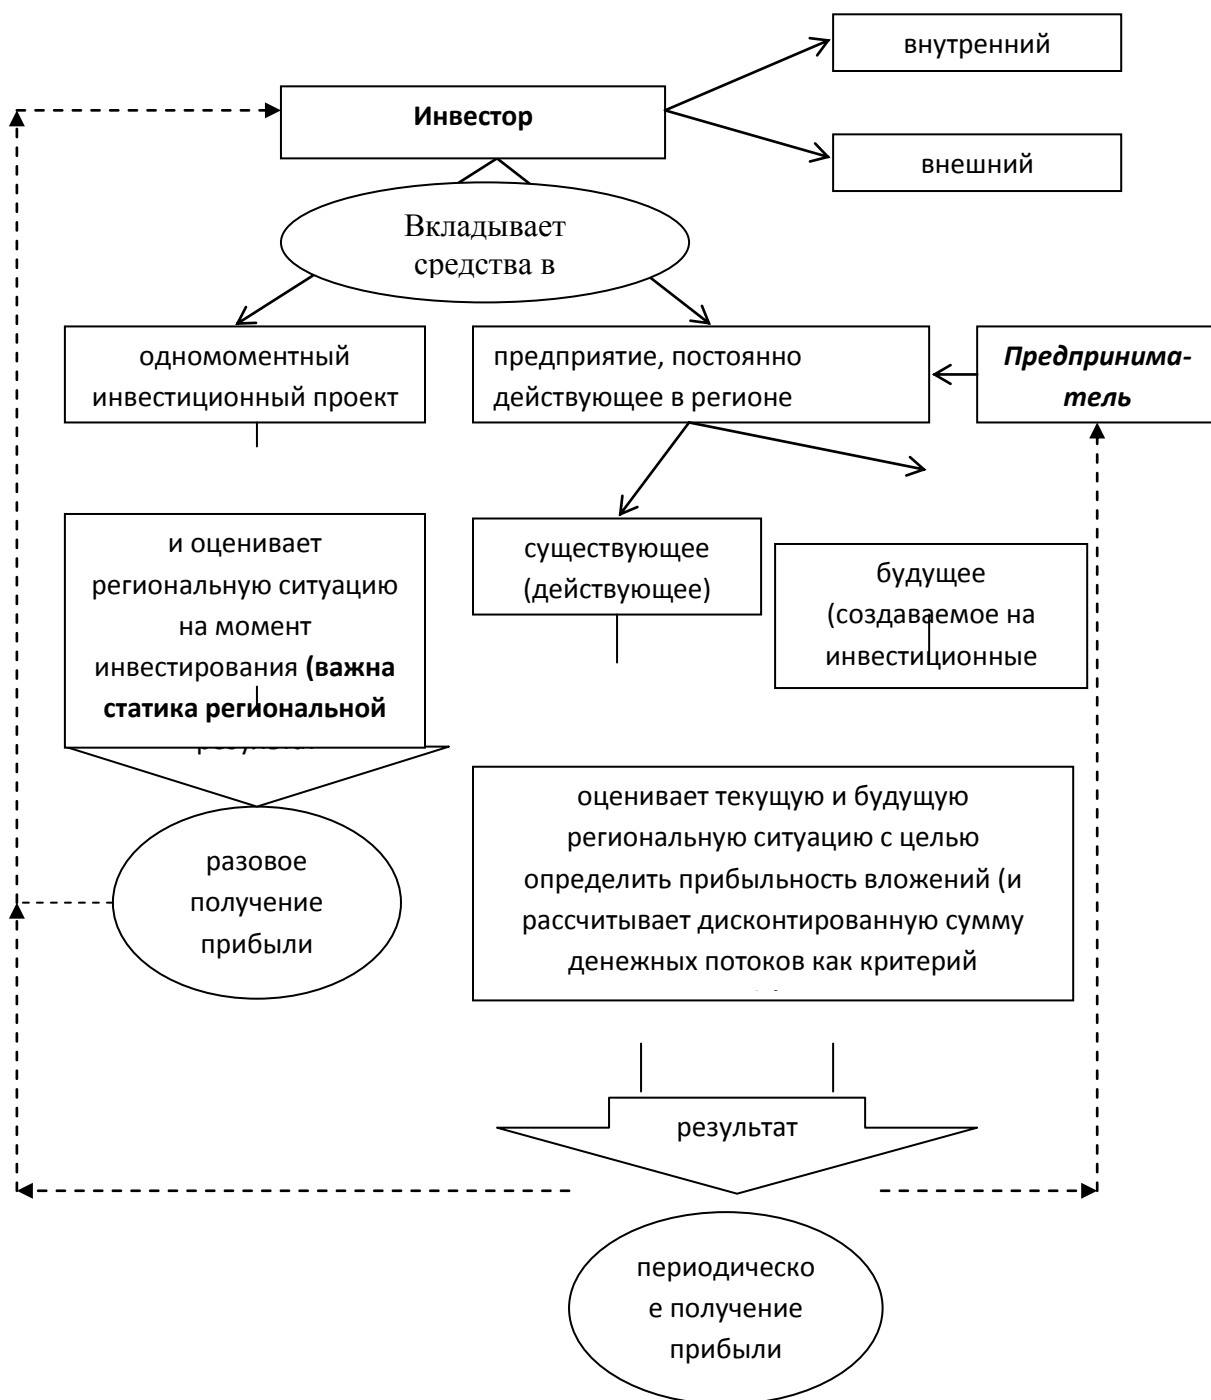 внутренний
Инвестор
внешний
Вкладывает
средства в
одномоментный
инвестиционный проект
предприятие, постоянно
действующее в регионе
Предпринима-
тель
и оценивает
региональную ситуацию
на момент
инвестирования (важна
статика региональной
существующее
(действующее)
будущее
(создаваемое на
инвестиционные
разовое
получение
прибыли
оценивает текущую и будущую
региональную ситуацию с целью
определить прибыльность вложений (и
рассчитывает дисконтированную сумму
денежных потоков как критерий
результат
периодическо
е получение
прибыли